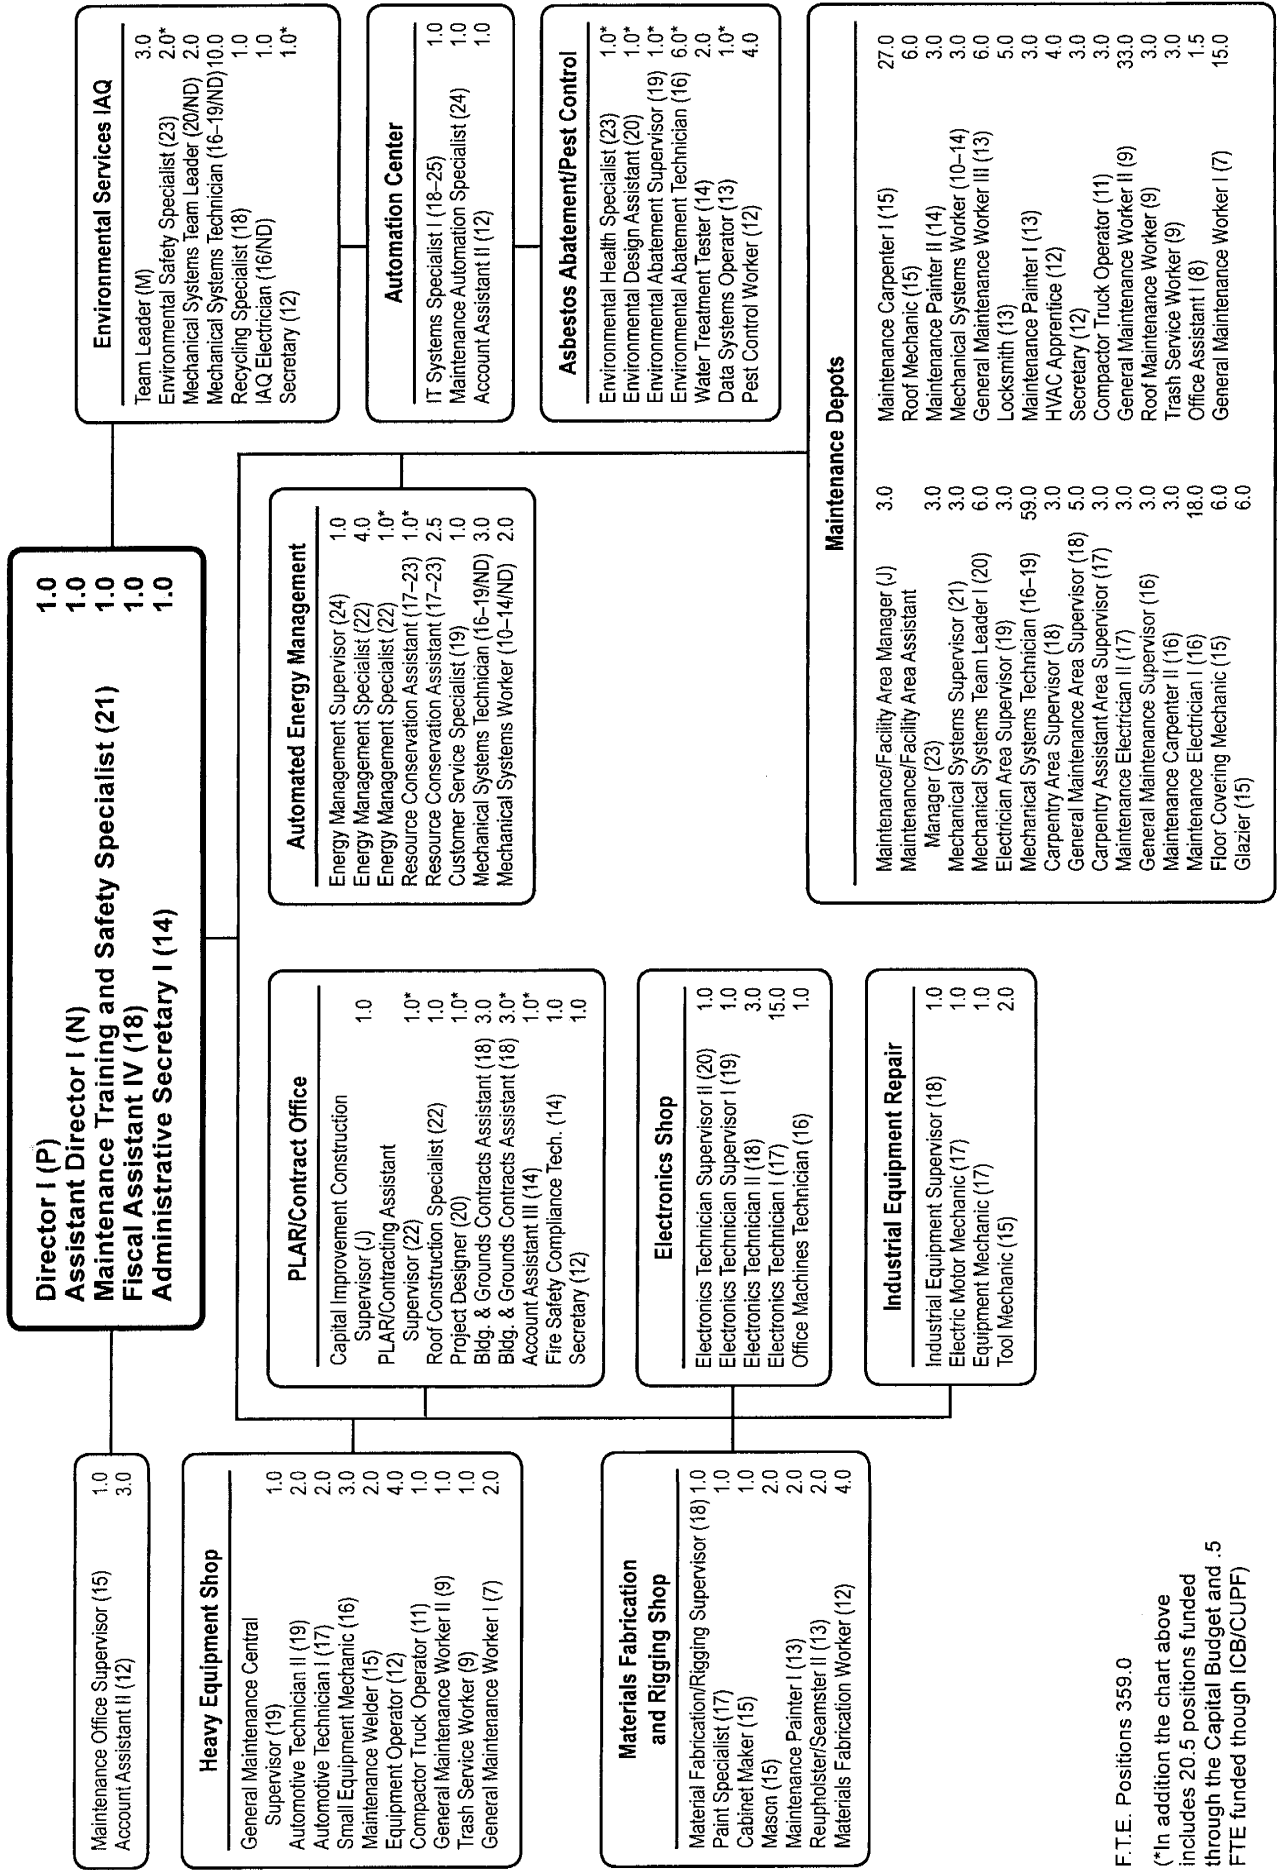 Director I (P) 1.0
Assistant Director I (N) 1.0
Maintenance Training and Safety Specialist (21) 1.0
Fiscal Assistant IV (18) 1.0
Administrative Secretary I (14) 1.0
Maintenance Office Supervisor (15) 1.0
Account Assistant II (12) 3.0
Heavy Equipment Shop
General Maintenance Central
Supervisor (19) 1.0
Automotive Technician II (19) 2.0
Automotive Technician I (17) 2.0
Small Equipment Mechanic (16) 3.0
Maintenance Welder (15) 2.0
Equipment Operator (12) 4.0
Compactor Truck Operator (11) 1.0
General Maintenance Worker II (9) 1.0
Trash Service Worker (9) 1.0
General Maintenance Worker I (7) 2.0
Materials Fabrication
and Rigging Shop
Material Fabrication/Rigging Supervisor (18) 1.0
Paint Specialist (17) 1.0
Cabinet Maker (15) 1.0
Mason (15) 2.0
Maintenance Painter I (13) 2.0
Reupholster/Seamster II (13) 2.0
Materials Fabrication Worker (12) 4.0
PLAR/Contract Office
Capital Improvement Construction
Supervisor (J) 1.0
PLAR/Contracting Assistant
Supervisor (22) 1.0*
Roof Construction Specialist (22) 1.0
Project Designer (20) 1.0*
Bldg. & Grounds Contracts Assistant (18) 3.0
Bldg. & Grounds Contracts Assistant (18) 3.0*
Account Assistant III (14) 1.0*
Fire Safety Compliance Tech. (14) 1.0
Secretary (12) 1.0
Electronics Shop
Electronics Technician Supervisor II (20) 1.0
Electronics Technician Supervisor I (19) 1.0
Electronics Technician II (18) 3.0
Electronics Technician I (17) 15.0
Office Machines Technician (16) 1.0
Industrial Equipment Repair
Industrial Equipment Supervisor (18) 1.0
Electric Motor Mechanic (17) 1.0
Equipment Mechanic (17) 1.0
Tool Mechanic (15) 2.0
Automated Energy Management
Energy Management Supervisor (24) 1.0
Energy Management Specialist (22) 4.0
Energy Management Specialist (22) 1.0*
Resource Conservation Assistant (17–23) 1.0*
Resource Conservation Assistant (17–23) 2.5
Customer Service Specialist (19) 1.0
Mechanical Systems Technician (16–19/ND) 3.0
Mechanical Systems Worker (10–14/ND) 2.0
Environmental Services IAQ
Team Leader (M) 3.0
Environmental Safety Specialist (23) 2.0*
Mechanical Systems Team Leader (20/ND) 2.0
Mechanical Systems Technician (16–19/ND) 10.0
Recycling Specialist (18) 1.0
IAQ Electrician (16/ND) 1.0
Secretary (12) 1.0*
Automation Center
IT Systems Specialist I (18–25) 1.0
Maintenance Automation Specialist (24) 1.0
Account Assistant II (12) 1.0
Asbestos Abatement/Pest Control
Environmental Health Specialist (23) 1.0*
Environmental Design Assistant (20) 1.0*
Environmental Abatement Supervisor (19) 1.0*
Environmental Abatement Technician (16) 6.0*
Water Treatment Tester (14) 2.0
Data Systems Operator (13) 1.0*
Pest Control Worker (12) 4.0
Maintenance Depots
Maintenance/Facility Area Manager (J) 3.0
Maintenance/Facility Area Assistant
Manager (23) 3.0
Mechanical Systems Supervisor (21) 3.0
Mechanical Systems Team Leader I (20) 6.0
Electrician Area Supervisor (19) 3.0
Mechanical Systems Technician (16–19) 59.0
Carpentry Area Supervisor (18) 3.0
General Maintenance Area Supervisor (18) 5.0
Carpentry Assistant Area Supervisor (17) 3.0
Maintenance Electrician II (17) 3.0
General Maintenance Supervisor (16) 3.0
Maintenance Carpenter II (16) 3.0
Maintenance Electrician I (16) 18.0
Floor Covering Mechanic (15) 6.0
Glazier (15) 6.0
Maintenance Carpenter I (15) 27.0
Roof Mechanic (15) 6.0
Maintenance Painter II (14) 3.0
Mechanical Systems Worker (10–14) 3.0
General Maintenance Worker III (13) 6.0
Locksmith (13) 5.0
Maintenance Painter I (13) 3.0
HVAC Apprentice (12) 4.0
Secretary (12) 3.0
Compactor Truck Operator (11) 3.0
General Maintenance Worker II (9) 33.0
Roof Maintenance Worker (9) 3.0
Trash Service Worker (9) 3.0
Office Assistant I (8) 1.5
General Maintenance Worker I (7) 15.0
F.T.E. Positions 359.0
(*In addition the chart above
includes 20.5 positions funded
through the Capital Budget and .5
FTE funded though ICB/CUPF)